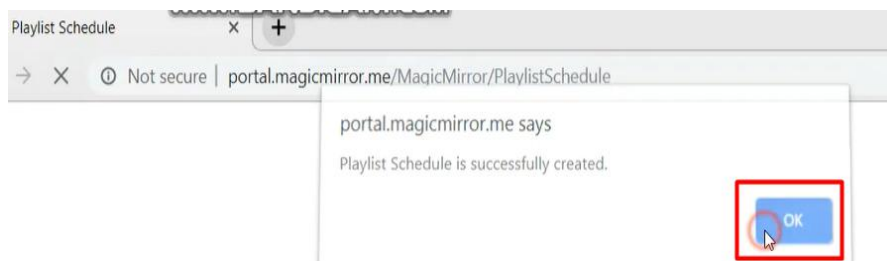 Playlist Schedule
Not secure | portal.magicmirror.me/MagicMirror/PlaylistSchedule
portal.magicmirror.me says
Playlist Schedule is successfully created.
OK